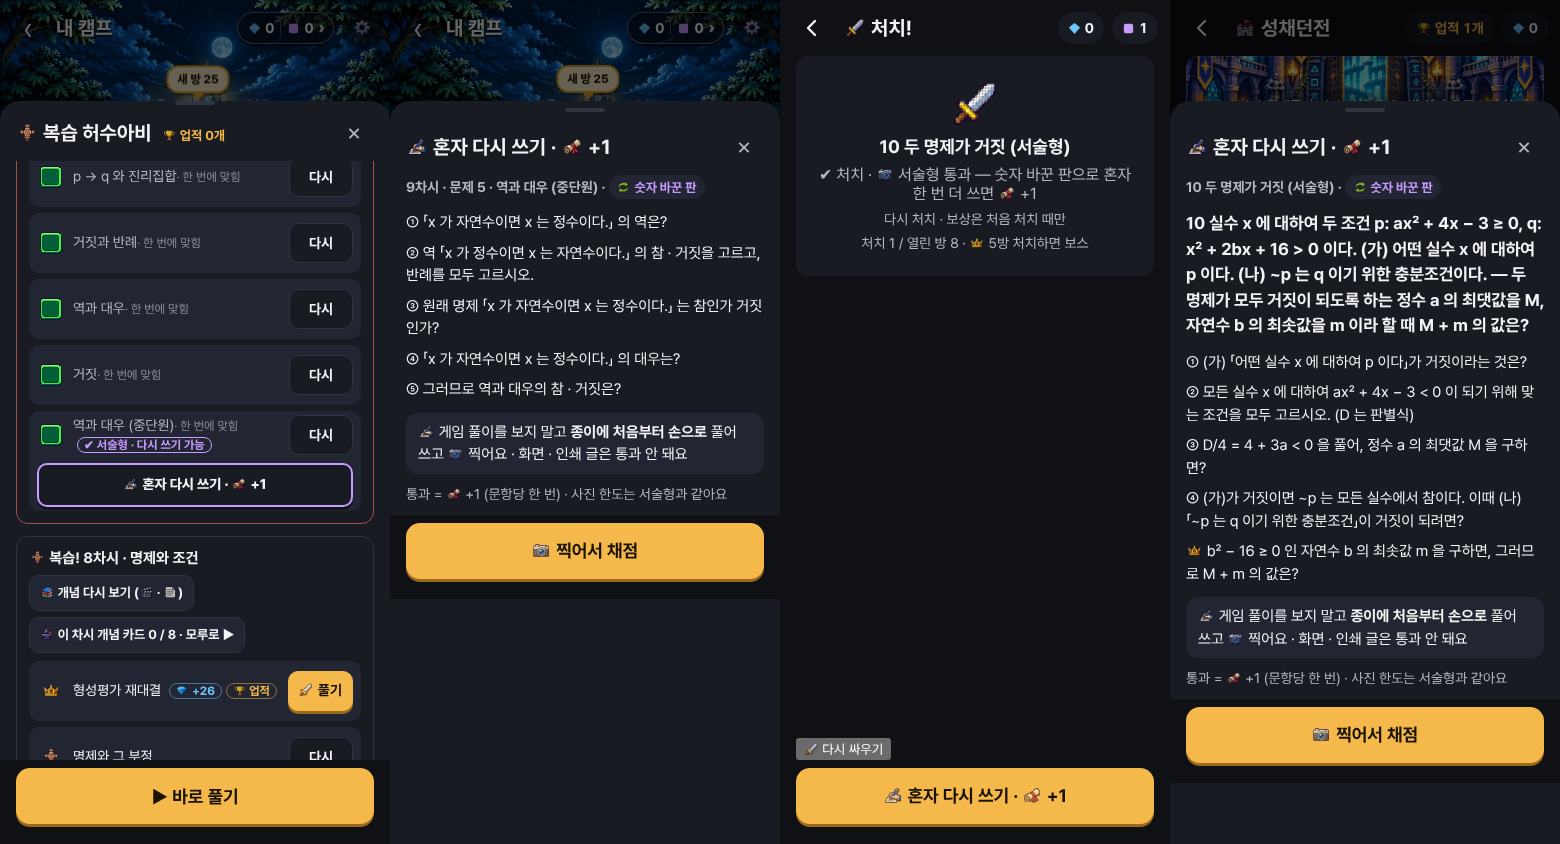 내 캠프
0
0
새 방 25
복습 허수아비 업적 0개
p → q 와 진리집합 · 한 번에 맞힘
다시
거짓과 반례 · 한 번에 맞힘
다시
역과 대우 · 한 번에 맞힘
다시
거짓 · 한 번에 맞힘
다시
역과 대우 (중단원) · 한 번에 맞힘
✔ 서술형 · 다시 쓰기 가능
다시
혼자 다시 쓰기 · +1
복습! 8차시 · 명제와 조건
개념 다시 보기 ( · )
이 차시 개념 카드 0 / 8 · 모루로 ▶
형성평가 재대결 +26 업적
풀기
명제와 그 부정
다시
▶ 바로 풀기
내 캠프
0
0
새 방 25
혼자 다시 쓰기 · +1
9차시 · 문제 5 · 역과 대우 (중단원) · 숫자 바꾼 판
① 「x 가 자연수이면 x 는 정수이다.」 의 역은?
② 역 「x 가 정수이면 x 는 자연수이다.」 의 참 · 거짓을 고르고,
반례를 모두 고르시오.
③ 원래 명제 「x 가 자연수이면 x 는 정수이다.」 는 참인가 거짓
인가?
④ 「x 가 자연수이면 x 는 정수이다.」 의 대우는?
⑤ 그러므로 역과 대우의 참 · 거짓은?
게임 풀이를 보지 말고 종이에 처음부터 손으로 풀어
쓰고 찍어요 · 화면 · 인쇄 글은 통과 안 돼요
통과 = +1 (문항당 한 번) · 사진 한도는 서술형과 같아요
찍어서 채점
처치!
0
1
10 두 명제가 거짓 (서술형)
✔ 처치 · 서술형 통과 — 숫자 바꾼 판으로 혼자
한 번 더 쓰면 +1
다시 처치 · 보상은 처음 처치 때만
처치 1 / 열린 방 8 · 5방 처치하면 보스
다시 싸우기
혼자 다시 쓰기 · +1
성채던전
업적 1개
0
혼자 다시 쓰기 · +1
10 두 명제가 거짓 (서술형) · 숫자 바꾼 판
10 실수 x 에 대하여 두 조건 p: ax² + 4x − 3 ≥ 0, q:
x² + 2bx + 16 > 0 이다. (가) 어떤 실수 x 에 대하여
p 이다. (나) ~p 는 q 이기 위한 충분조건이다. — 두
명제가 모두 거짓이 되도록 하는 정수 a 의 최댓값을 M,
자연수 b 의 최솟값을 m 이라 할 때 M + m 의 값은?
① (가) 「어떤 실수 x 에 대하여 p 이다」가 거짓이라는 것은?
② 모든 실수 x 에 대하여 ax² + 4x − 3 < 0 이 되기 위해 맞
는 조건을 모두 고르시오. (D 는 판별식)
③ D/4 = 4 + 3a < 0 을 풀어, 정수 a 의 최댓값 M 을 구하
면?
④ (가)가 거짓이면 ~p 는 모든 실수에서 참이다. 이때 (나)
「~p 는 q 이기 위한 충분조건」이 거짓이 되려면?
b² − 16 ≥ 0 인 자연수 b 의 최솟값 m 을 구하면, 그러므
로 M + m 의 값은?
게임 풀이를 보지 말고 종이에 처음부터 손으로 풀어
쓰고 찍어요 · 화면 · 인쇄 글은 통과 안 돼요
통과 = +1 (문항당 한 번) · 사진 한도는 서술형과 같아요
찍어서 채점